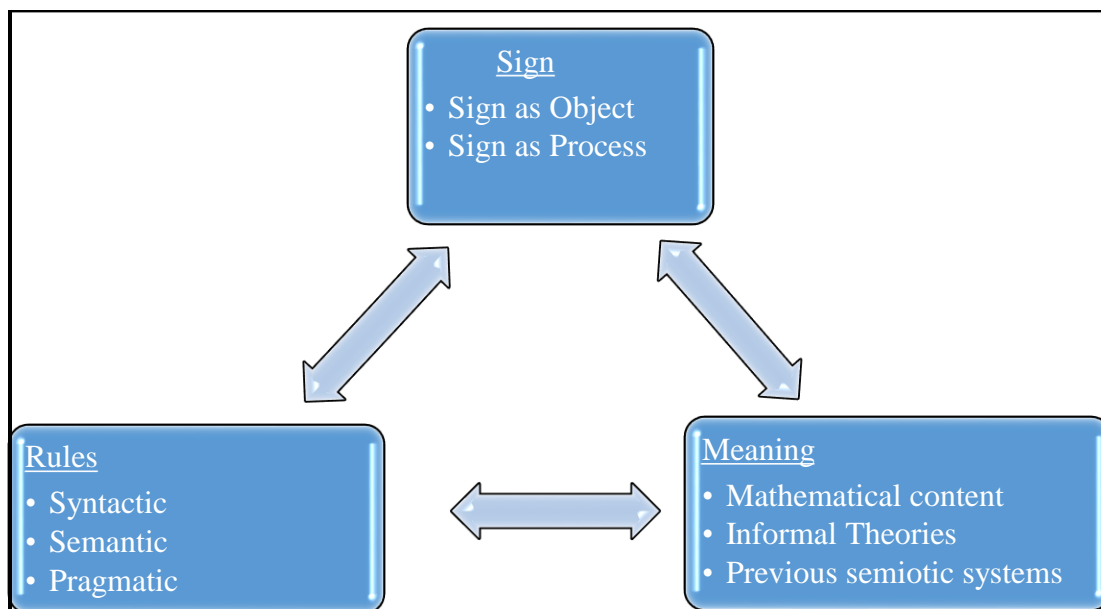 Sign
• Sign as Object
• Sign as Process
Rules
• Syntactic
• Semantic
• Pragmatic
Meaning
• Mathematical content
• Informal Theories
• Previous semiotic systems